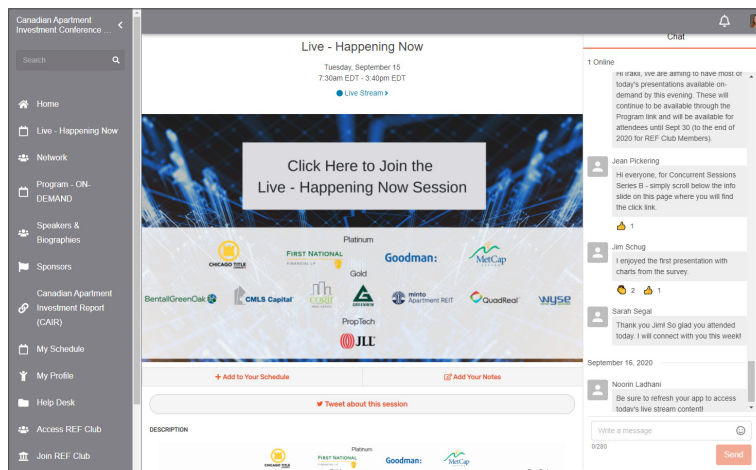 Canadian Apartment
Investment Conference ...
Search
Home
Live - Happening Now
Network
Program - ON-
DEMAND
Speakers &
Biographies
Sponsors
Canadian Apartment
Investment Report
(CAIR)
My Schedule
My Profile
Help Desk
Access REF Club
Join REF Club
Live - Happening Now
Tuesday, September 15
7:30am EDT - 3:40pm EDT
Live Stream
Click Here to Join the
Live - Happening Now Session
Platinum
CHICAGO TITLE
FIRST NATIONAL
FINANCIAL LP
Goodman:
MetCap
LIVING
Gold
BentallGreenOak
CMLS Capital
GREENWIN
minto
Apartment REIT
QuadReal
wyse
PropTech
JLL
+ Add to Your Schedule
Add Your Notes
Tweet about this session
DESCRIPTION
Platinum
CHICAGO TITLE
FIRST NATIONAL
FINANCIAL LP
Goodman:
MetCap
Chat
1 Online
Hi Irakli, We are aiming to have most of
today's presentations available on-
demand by this evening. These will
continue to be available through the
Program link and will be available for
attendees until Sept 30 (to the end of
2020 for REF Club Members).
Jean Pickering
Hi everyone, for Concurrent Sessions
Series B - simply scroll below the info
slide on this page where you will find
the click link.
1
Jim Schug
I enjoyed the first presentation with
charts from the survey.
2
1
Sarah Segal
Thank you Jim! So glad you attended
today. I will connect with you this week!
September 16, 2020
Noorin Ladhani
Be sure to refresh your app to access
today's live stream content!
Write a message
0/280
Send